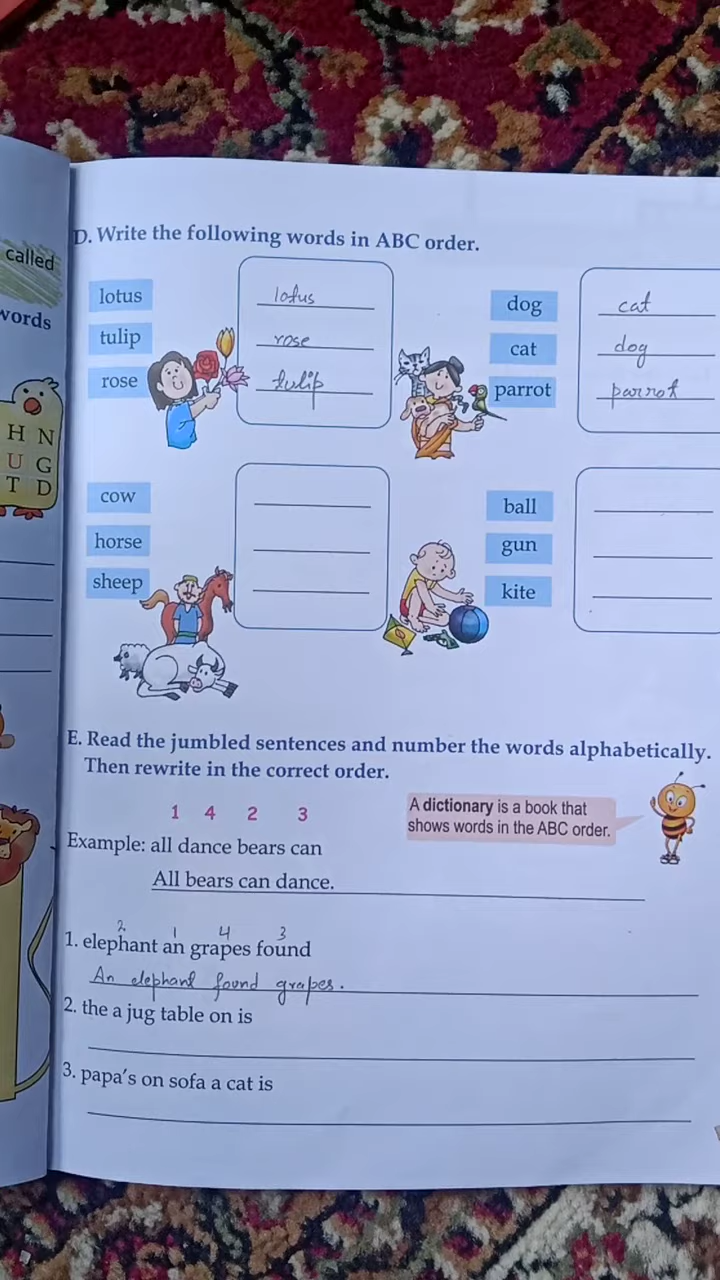 called
words
H N
U G
T D
D. Write the following words in ABC order.
lotus
tulip
rose
lotus
rose
tulip
dog
cat
parrot
cat
dog
parrot
cow
horse
sheep
ball
gun
kite
E. Read the jumbled sentences and number the words alphabetically.
Then rewrite in the correct order.
1 4 2 3
Example: all dance bears can
All bears can dance.
A dictionary is a book that
shows words in the ABC order.
2 1 4 3
1. elephant an grapes found
An elephant found grapes.
2. the a jug table on is
3. papa's on sofa a cat is